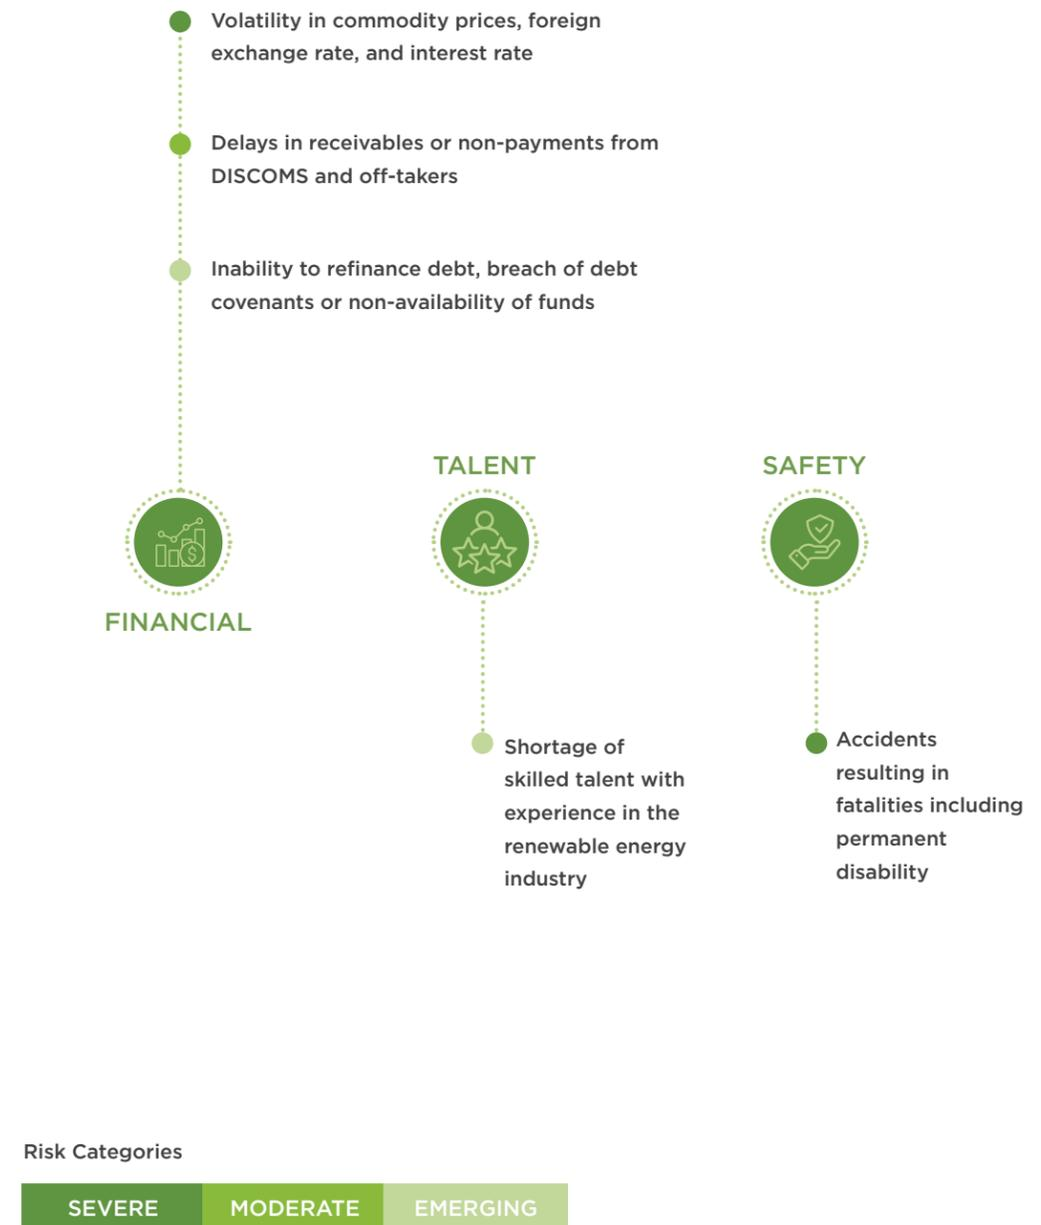 Volatility in commodity prices, foreign
exchange rate, and interest rate
Delays in receivables or non-payments from
DISCOMS and off-takers
Inability to refinance debt, breach of debt
covenants or non-availability of funds
FINANCIAL
TALENT
Shortage of
skilled talent with
experience in the
renewable energy
industry
SAFETY
Accidents
resulting in
fatalities including
permanent
disability
Risk Categories
SEVERE
MODERATE
EMERGING